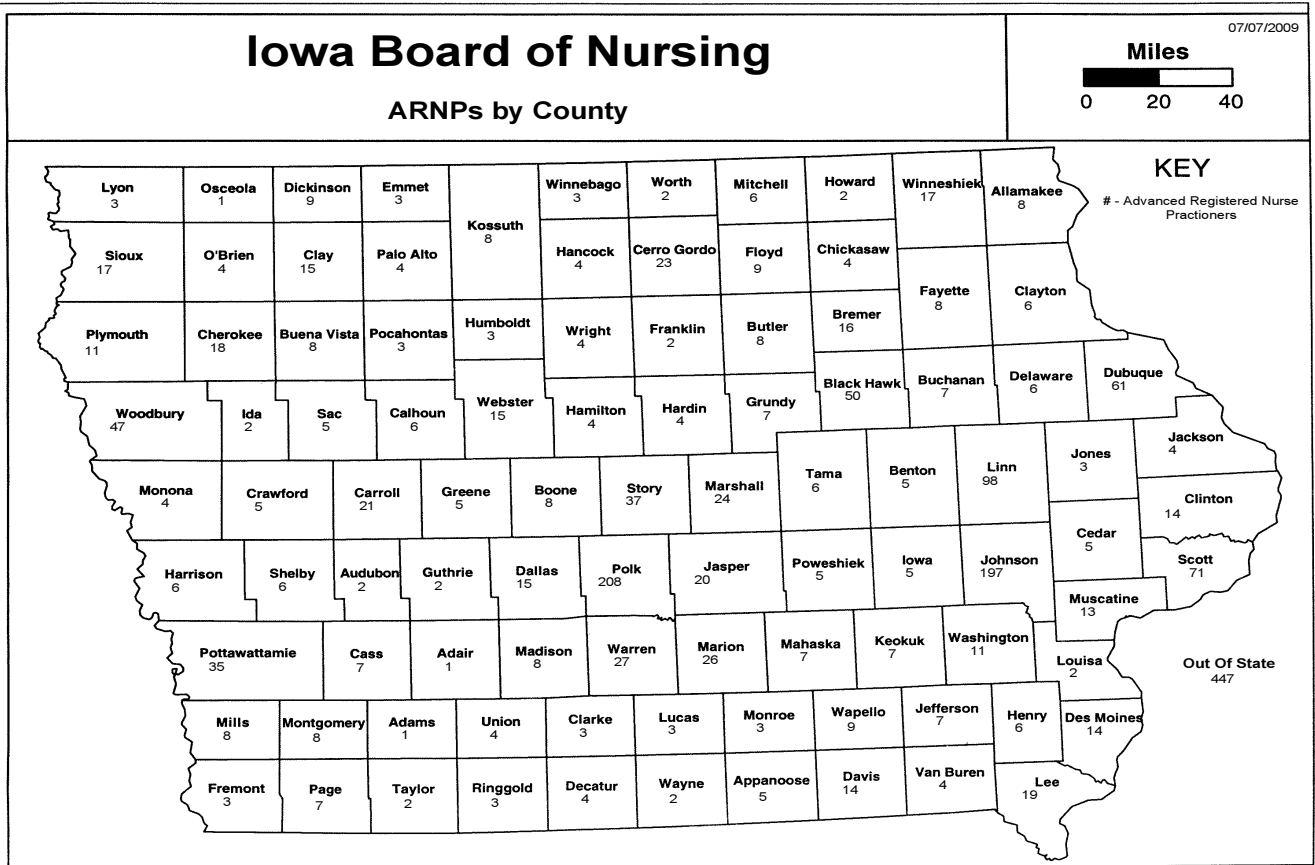 07/07/2009
Iowa Board of Nursing
ARNPs by County
Miles
0 20 40
KEY
# - Advanced Registered Nurse
Practioners
Lyon
3
Osceola
1
Dickinson
9
Emmet
3
Kossuth
8
Winnebago
3
Worth
2
Mitchell
6
Howard
2
Winneshiek
17
Allamakee
8
Sioux
17
O'Brien
4
Clay
15
Palo Alto
4
Hancock
4
Cerro Gordo
23
Floyd
9
Chickasaw
4
Fayette
8
Clayton
6
Plymouth
11
Cherokee
18
Buena Vista
8
Pocahontas
3
Humboldt
3
Wright
4
Franklin
2
Butler
8
Bremer
16
Woodbury
47
Ida
2
Sac
5
Calhoun
6
Webster
15
Hamilton
4
Hardin
4
Grundy
7
Black Hawk
50
Buchanan
7
Delaware
6
Dubuque
61
Monona
4
Crawford
5
Carroll
21
Greene
5
Boone
8
Story
37
Marshall
24
Tama
6
Benton
5
Linn
98
Jones
3
Jackson
4
Clinton
14
Harrison
6
Shelby
6
Audubon
2
Guthrie
2
Dallas
15
Polk
208
Jasper
20
Poweshiek
5
Iowa
5
Johnson
197
Cedar
5
Scott
71
Muscatine
13
Pottawattamie
35
Cass
7
Adair
1
Madison
8
Warren
27
Marion
26
Mahaska
7
Keokuk
7
Washington
11
Louisa
2
Out Of State
447
Mills
8
Montgomery
8
Adams
1
Union
4
Clarke
3
Lucas
3
Monroe
3
Wapello
9
Jefferson
7
Henry
6
Des Moines
14
Fremont
3
Page
7
Taylor
2
Ringgold
3
Decatur
4
Wayne
2
Appanoose
5
Davis
14
Van Buren
4
Lee
19